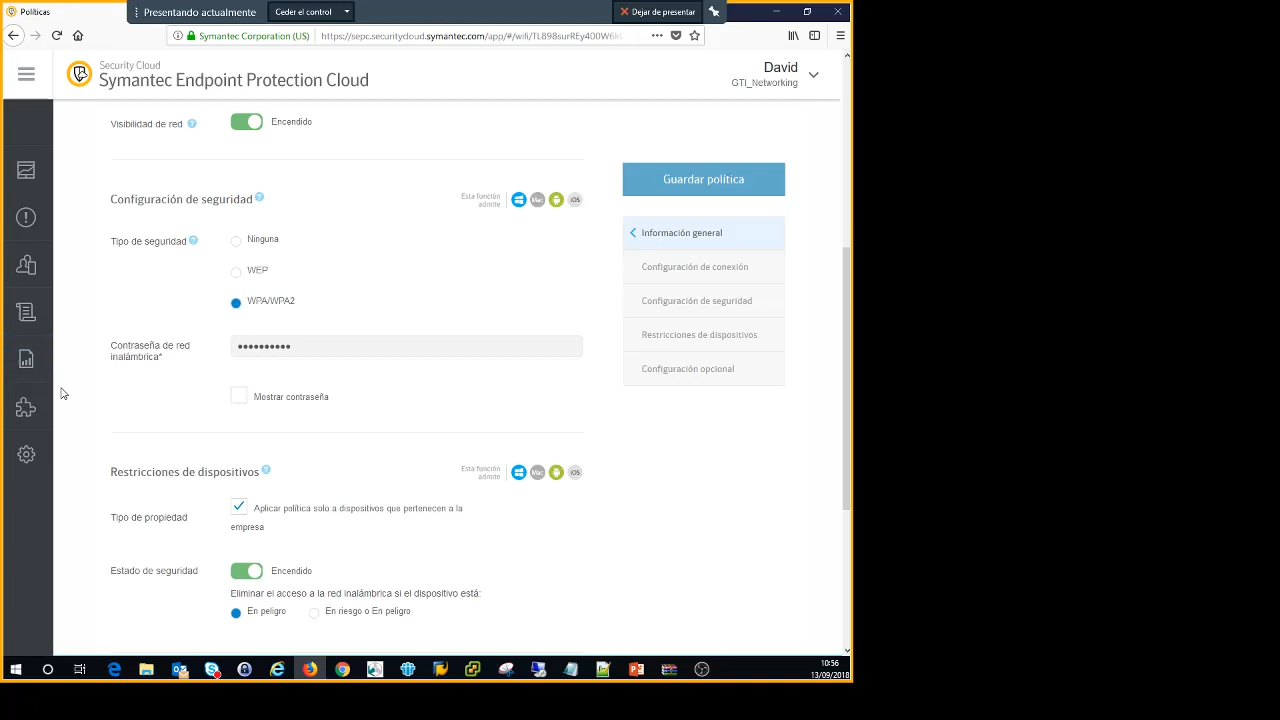 Políticas
Presentando actualmente
Ceder el control
Dejar de presentar
Symantec Corporation (US)
https://sepc.securitycloud.symantec.com/app/#/wifi/TL898surREy400W6k
Security Cloud
Symantec Endpoint Protection Cloud
David
GTI_Networking
Visibilidad de red ?
Encendido
Guardar política
Configuración de seguridad ?
Esta función
admite
Mac
iOS
Información general
Configuración de conexión
Configuración de seguridad
Restricciones de dispositivos
Configuración opcional
Tipo de seguridad ?
Ninguna
WEP
WPA/WPA2
Contraseña de red
inalámbrica*
••••••••••
Mostrar contraseña
Restricciones de dispositivos ?
Esta función
admite
Mac
iOS
Tipo de propiedad
Aplicar política solo a dispositivos que pertenecen a la
empresa
Estado de seguridad
Encendido
Eliminar el acceso a la red inalámbrica si el dispositivo está:
En peligro
En riesgo o En peligro
10:56
13/09/2018